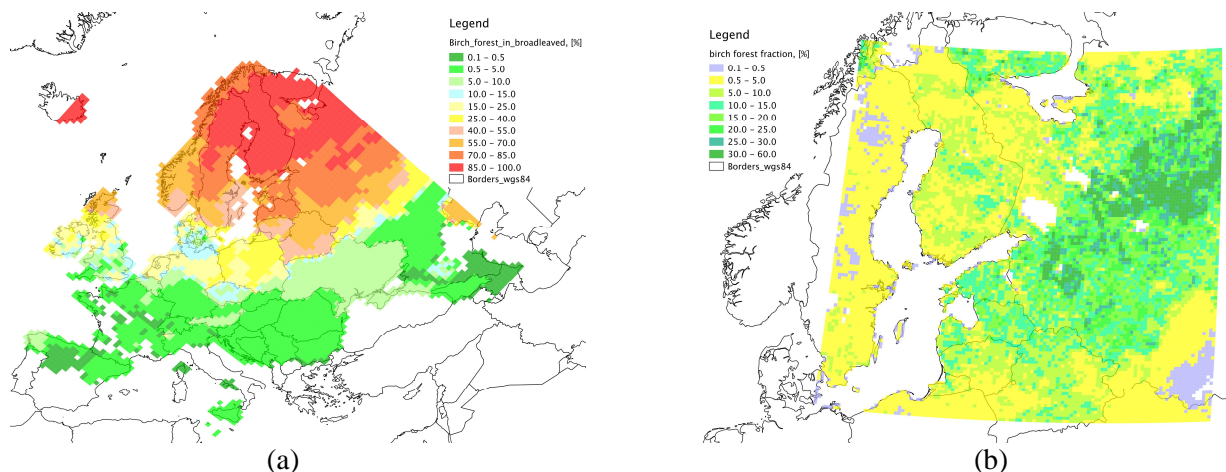 Legend
Birch_forest_in_broadleaved, [%]
0.1 - 0.5
0.5 - 5.0
5.0 - 10.0
10.0 - 15.0
15.0 - 25.0
25.0 - 40.0
40.0 - 55.0
55.0 - 70.0
70.0 - 85.0
85.0 - 100.0
Borders_wgs84
(a)
Legend
birch forest fraction, [%]
0.1 - 0.5
0.5 - 5.0
5.0 - 10.0
10.0 - 15.0
15.0 - 20.0
20.0 - 25.0
25.0 - 30.0
30.0 - 60.0
Borders_wgs84
(b)